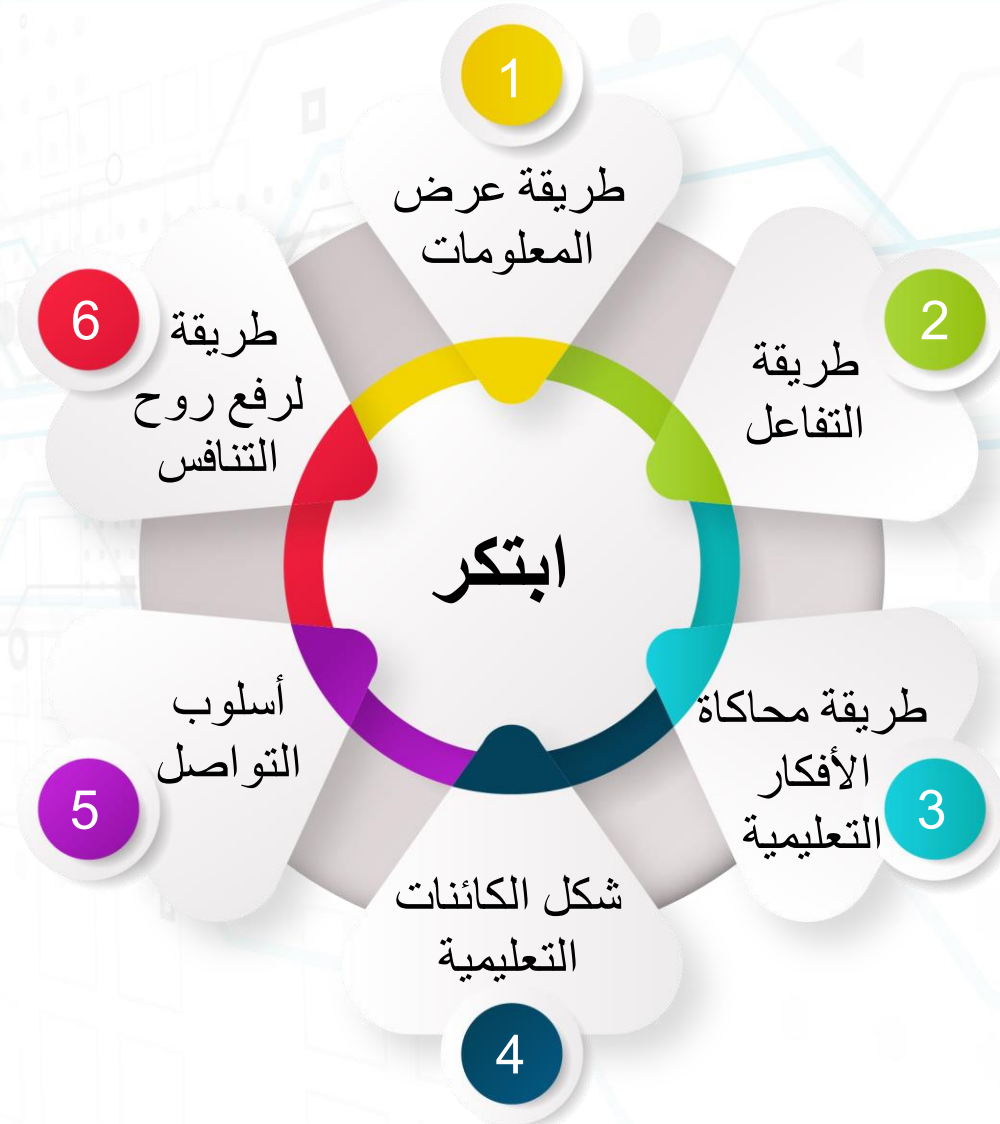 1
طريقة عرض
المعلومات
2
طريقة
التفاعل
3
طريقة محاكاة
الأفكار
التعليمية
4
شكل الكائنات
التعليمية
5
أسلوب
التواصل
6
طريقة
لرفع روح
التنافس
ابتكر